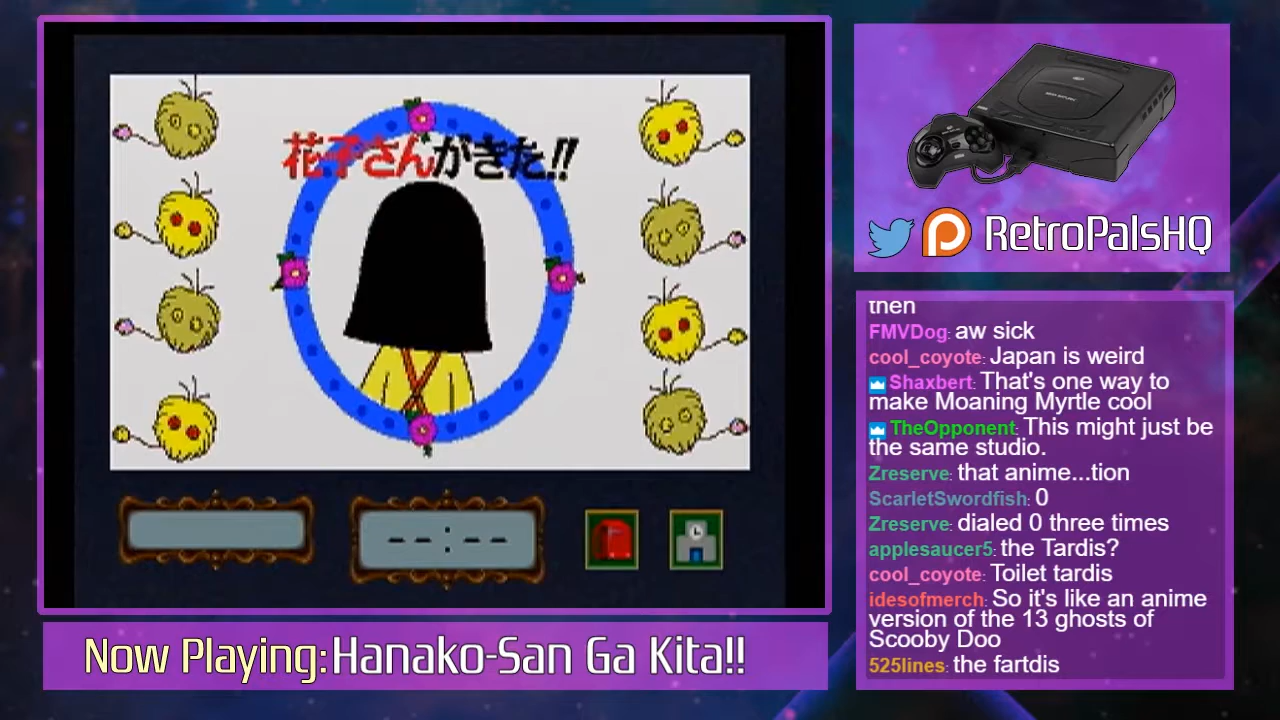 花子さんがきた!!
-- : --
Now Playing: Hanako-San Ga Kita!!
RetroPalsHQ
then
FMVDog: aw sick
cool_coyote: Japan is weird
Shaxbert: That's one way to
make Moaning Myrtle cool
TheOpponent: This might just be
the same studio.
Zreserve: that anime...tion
ScarletSwordfish: 0
Zreserve: dialed 0 three times
applesaucer5: the Tardis?
cool_coyote: Toilet tardis
idesofmerch: So it's like an anime
version of the 13 ghosts of
Scooby Doo
525lines: the fartdis